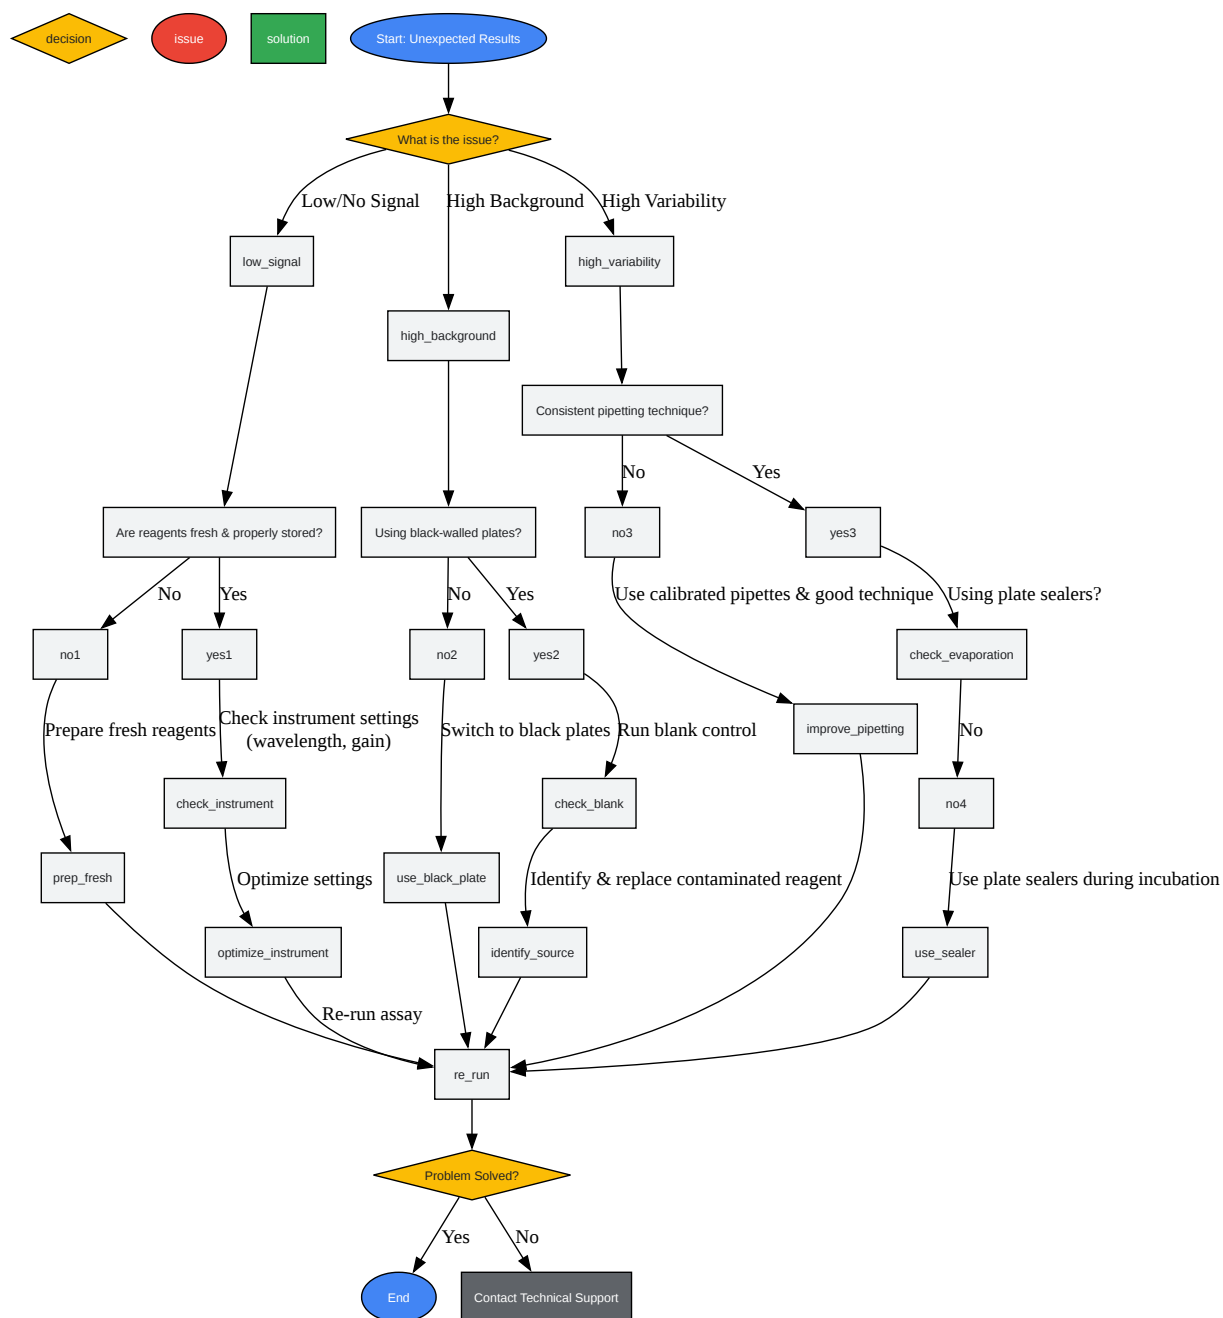 decision
issue
solution
Start: Unexpected Results
What is the issue?
Low/No Signal
High Background
High Variability
low_signal
high_variability
high_background
Consistent pipetting technique?
No
Yes
Are reagents fresh & properly stored?
Using black-walled plates?
no3
yes3
No
Yes
No
Yes
Use calibrated pipettes & good technique
Using plate sealers?
no1
yes1
no2
yes2
check_evaporation
Prepare fresh reagents
Check instrument settings
(wavelength, gain)
Switch to black plates
Run blank control
improve_pipetting
No
check_instrument
check_blank
no4
prep_fresh
Optimize settings
use_black_plate
Identify & replace contaminated reagent
Use plate sealers during incubation
optimize_instrument
identify_source
use_sealer
Re-run assay
re_run
Problem Solved?
Yes
No
End
Contact Technical Support